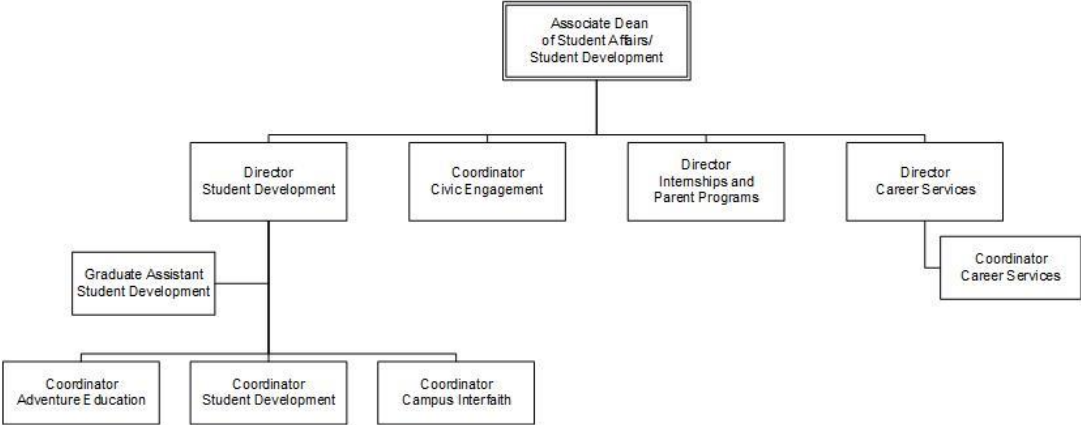 Associate Dean
of Student Affairs/
Student Development
Director
Student Development
Coordinator
Civic Engagement
Director
Internships and
Parent Programs
Director
Career Services
Graduate Assistant
Student Development
Coordinator
Career Services
Coordinator
Adventure Education
Coordinator
Student Development
Coordinator
Campus Interfaith